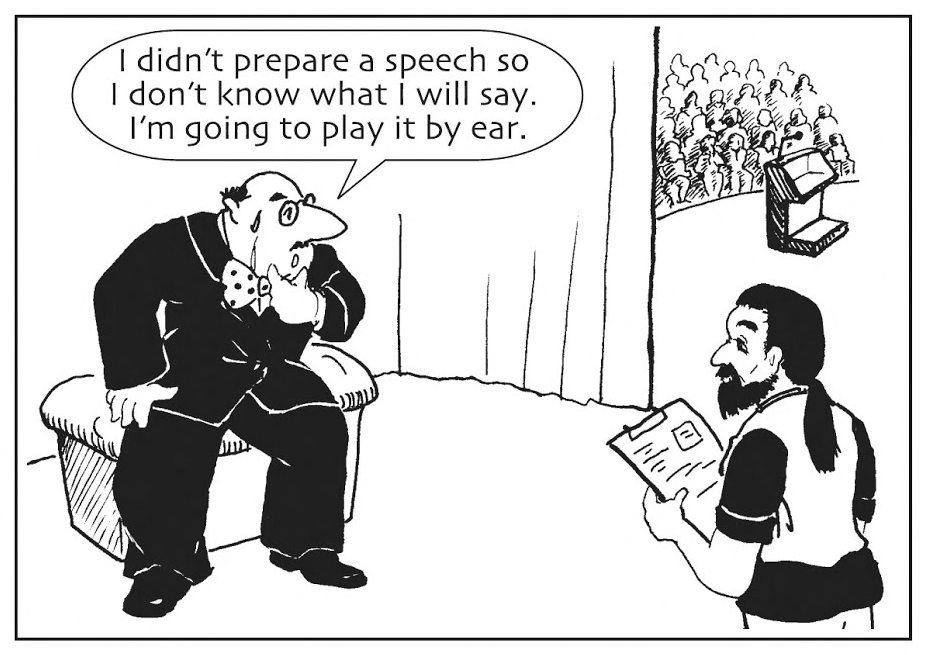 I didn't prepare a speech so
I don't know what I will say.
I'm going to play it by ear.